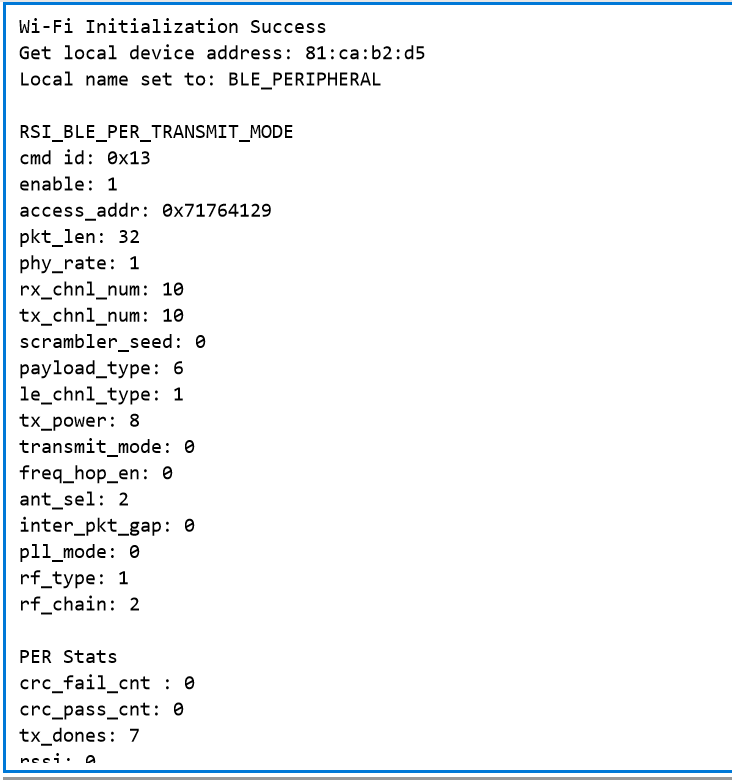 Wi-Fi Initialization Success
Get local device address: 81:ca:b2:d5
Local name set to: BLE_PERIPHERAL
RSI_BLE_PER_TRANSMIT_MODE
cmd id: 0x13
enable: 1
access_addr: 0x71764129
pkt_len: 32
phy_rate: 1
rx_chnl_num: 10
tx_chnl_num: 10
scrambler_seed: 0
payload_type: 6
le_chnl_type: 1
tx_power: 8
transmit_mode: 0
freq_hop_en: 0
ant_sel: 2
inter_pkt_gap: 0
pll_mode: 0
rf_type: 1
rf_chain: 2
PER Stats
crc_fail_cnt : 0
crc_pass_cnt: 0
tx_dones: 7
rssi: 0